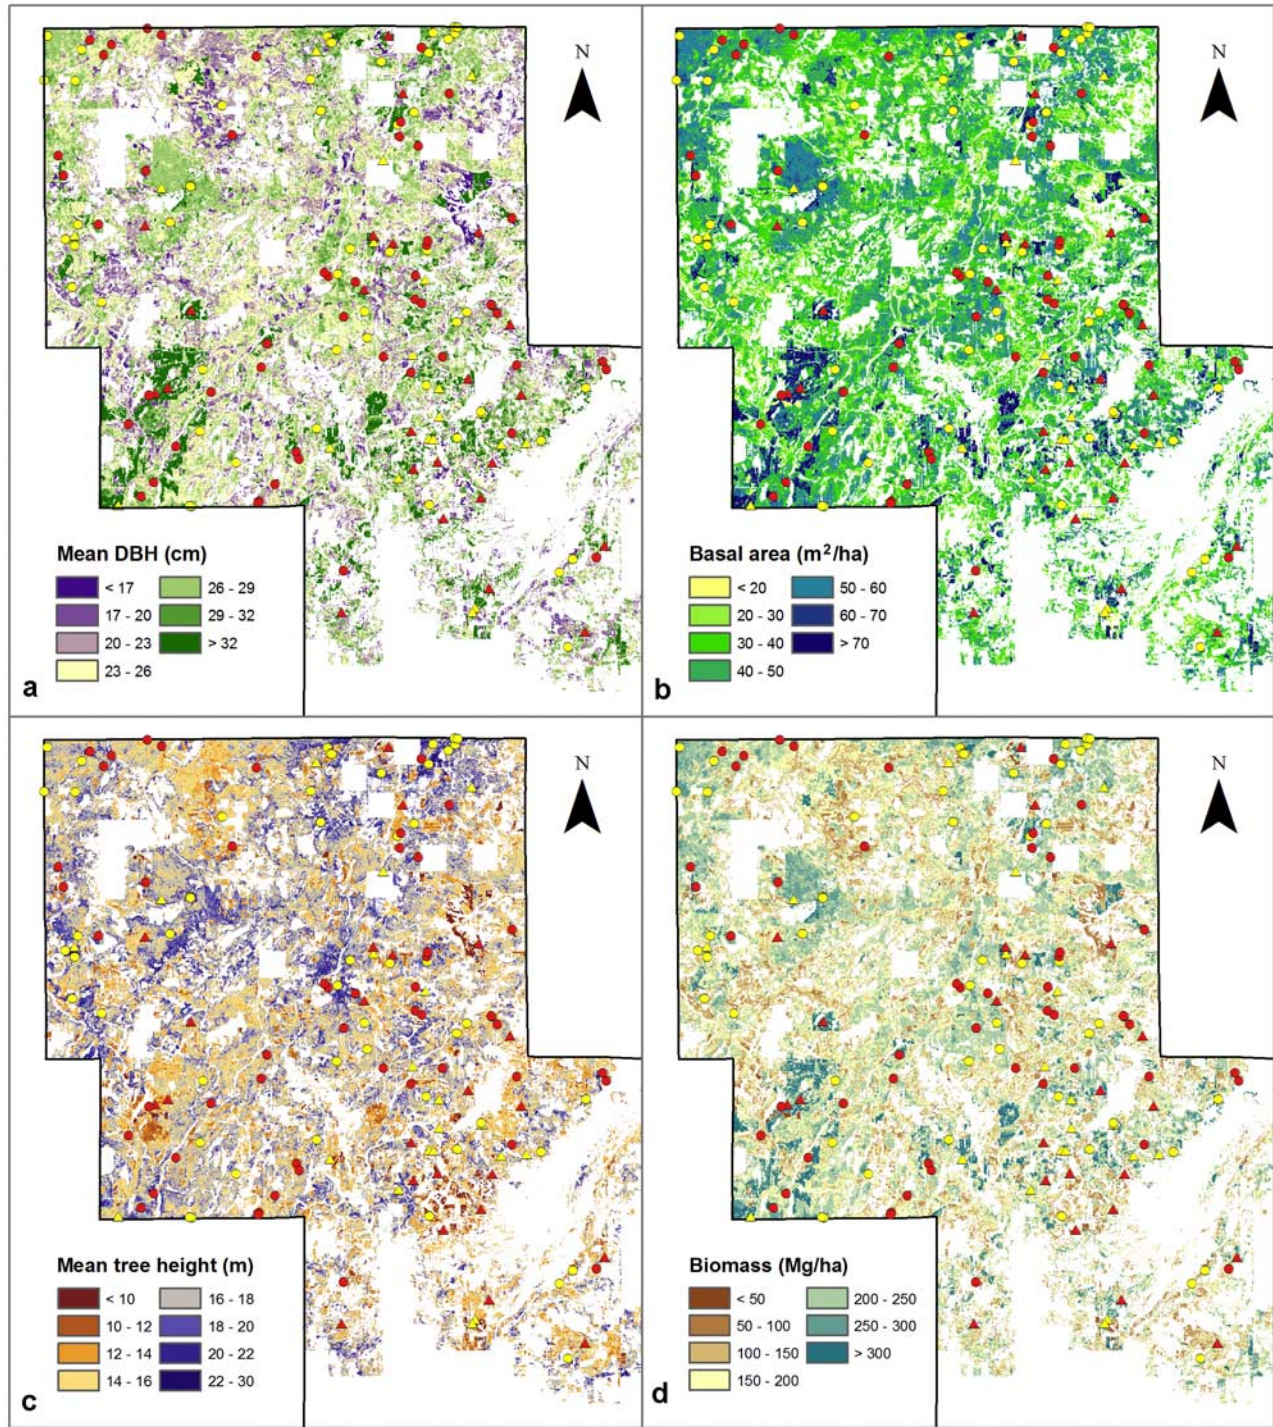 N
Mean DBH (cm)
< 17
26 - 29
17 - 20
29 - 32
20 - 23
> 32
23 - 26
a
N
Basal area (m²/ha)
< 20
50 - 60
20 - 30
60 - 70
30 - 40
> 70
40 - 50
b
N
Mean tree height (m)
< 10
16 - 18
10 - 12
18 - 20
12 - 14
20 - 22
14 - 16
22 - 30
c
N
Biomass (Mg/ha)
< 50
200 - 250
50 - 100
250 - 300
100 - 150
> 300
150 - 200
d